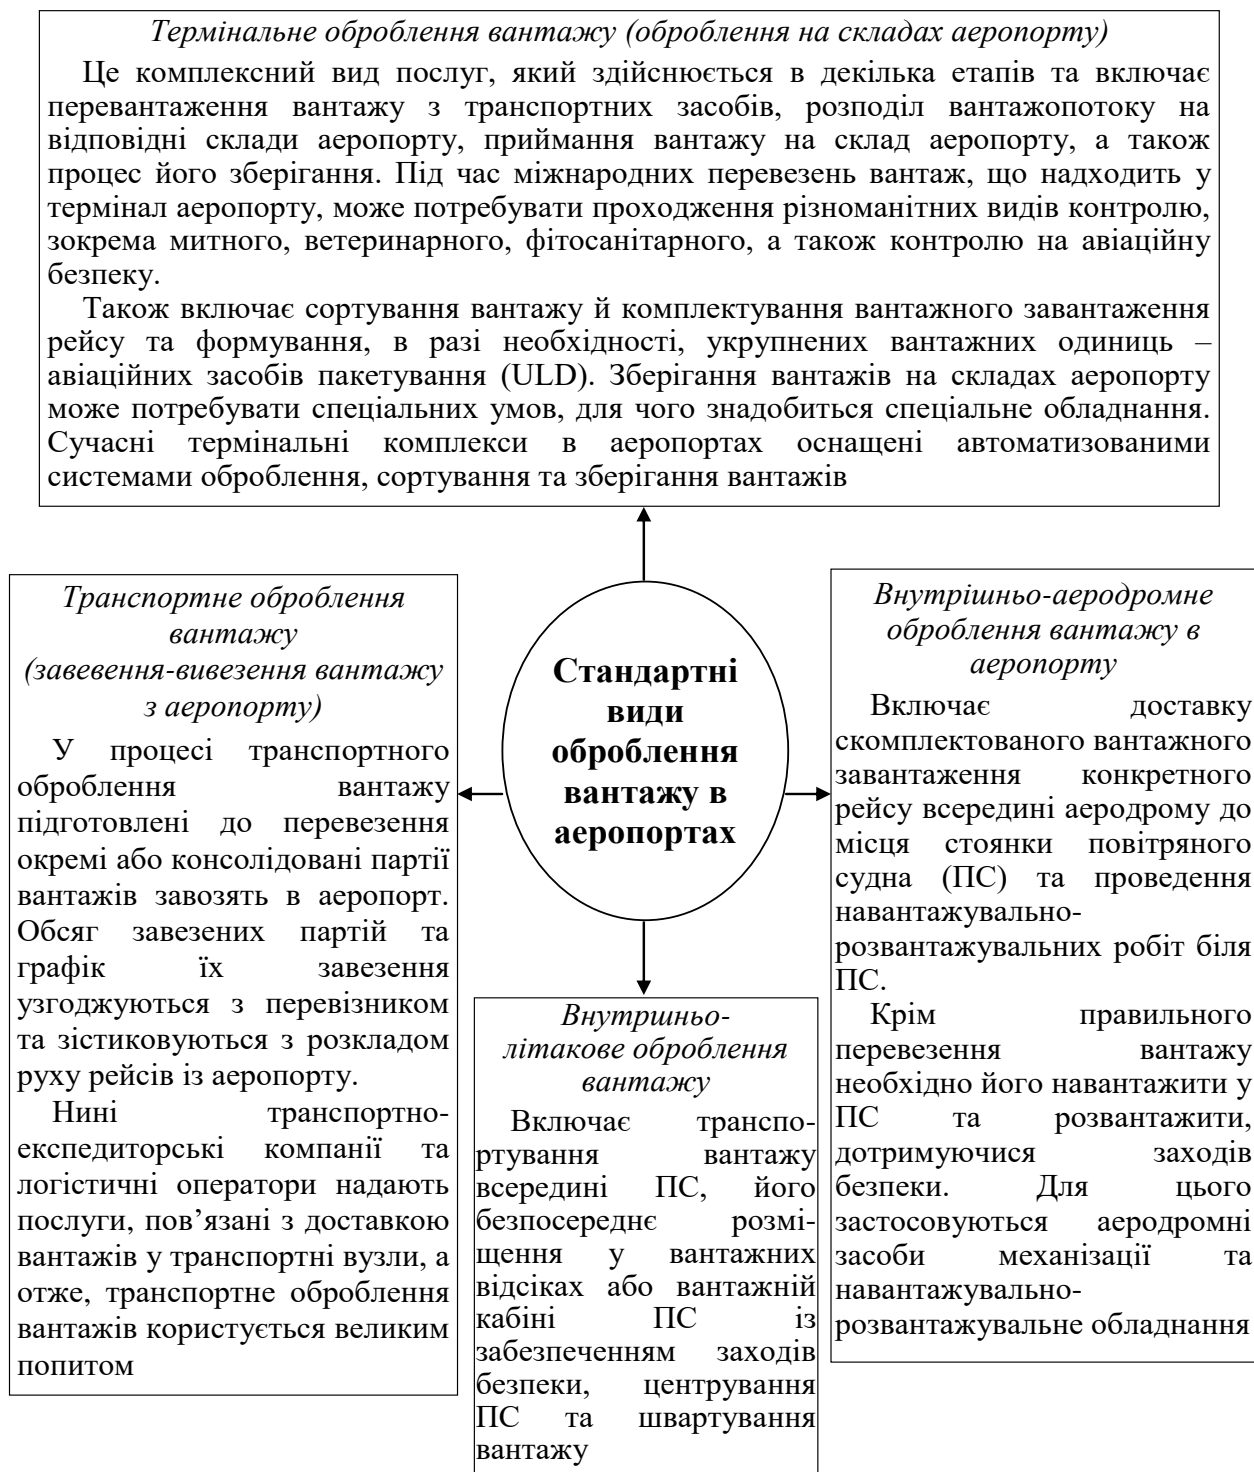 Термінальне оброблення вантажу (оброблення на складах аеропорту)
Це комплексний вид послуг, який здійснюється в декілька етапів та включає
перевантаження вантажу з транспортних засобів, розподіл вантажопотоку на
відповідні склади аеропорту, приймання вантажу на склад аеропорту, а також
процес його зберігання. Під час міжнародних перевезень вантаж, що надходить у
термінал аеропорту, може потребувати проходження різноманітних видів контролю,
зокрема митного, ветеринарного, фітосанітарного, а також контролю на авіаційну
безпеку.
Також включає сортування вантажу й комплектування вантажного завантаження
рейсу та формування, в разі необхідності, укрупнених вантажних одиниць –
авіаційних засобів пакетування (ULD). Зберігання вантажів на складах аеропорту
може потребувати спеціальних умов, для чого знадобиться спеціальне обладнання.
Сучасні термінальні комплекси в аеропортах оснащені автоматизованими
системами оброблення, сортування та зберігання вантажів
Транспортне оброблення
вантажу
(завевення-вивезення вантажу
з аеропорту)
У процесі транспортного
оброблення вантажу
підготовлені до перевезення
окремі або консолідовані партії
вантажів завозять в аеропорт.
Обсяг завезених партій та
графік їх завезення
узгоджуються з перевізником
та зістиковуються з розкладом
руху рейсів із аеропорту.
Нині транспортно-
експедиторські компанії та
логістичні оператори надають
послуги, пов’язані з доставкою
вантажів у транспортні вузли, а
отже, транспортне оброблення
вантажів користується великим
попитом
Стандартні
види
оброблення
вантажу в
аеропортах
Внутршньо-
літакове оброблення
вантажу
Включає транспо-
ртування вантажу
всередині ПС, його
безпосереднє розмі-
щення у вантажних
відсіках або вантажній
кабіні ПС із
забезпеченням заходів
безпеки, центрування
ПС та швартування
вантажу
Внутрішньо-аеродромне
оброблення вантажу в
аеропорту
Включає доставку
скомплектованого вантажного
завантаження конкретного
рейсу всередині аеродрому до
місця стоянки повітряного
судна (ПС) та проведення
навантажувально-
розвантажувальних робіт біля
ПС.
Крім правильного
перевезення вантажу
необхідно його навантажити у
ПС та розвантажити,
дотримуючися заходів
безпеки. Для цього
застосовуються аеродромні
засоби механізації та
навантажувально-
розвантажувальне обладнання